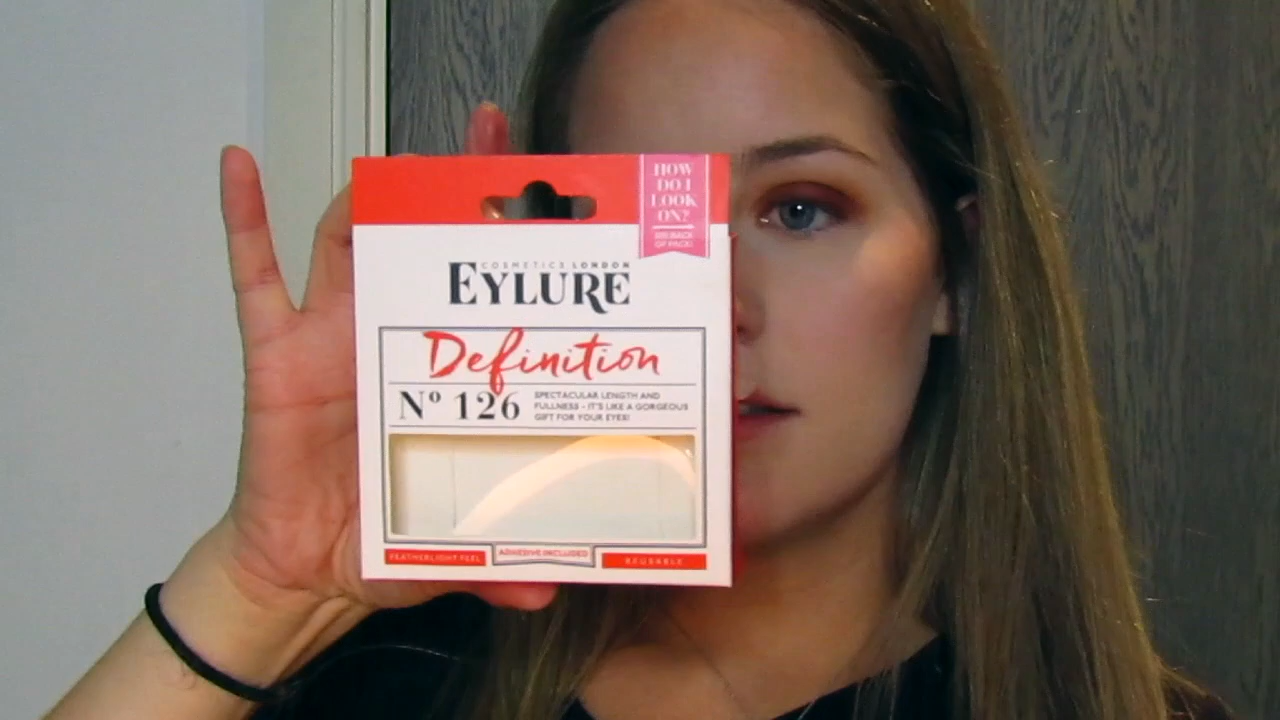 HOW
DO I
LOOK
ON?
SEE BACK
OF PACK!
COSMETICS LONDON
EYLURE
Definition
Nº 126
SPECTACULAR LENGTH AND
FULLNESS - IT'S LIKE A GORGEOUS
GIFT FOR YOUR EYES!
FEATHERLIGHT FEEL
ADHESIVE INCLUDED
REUSABLE